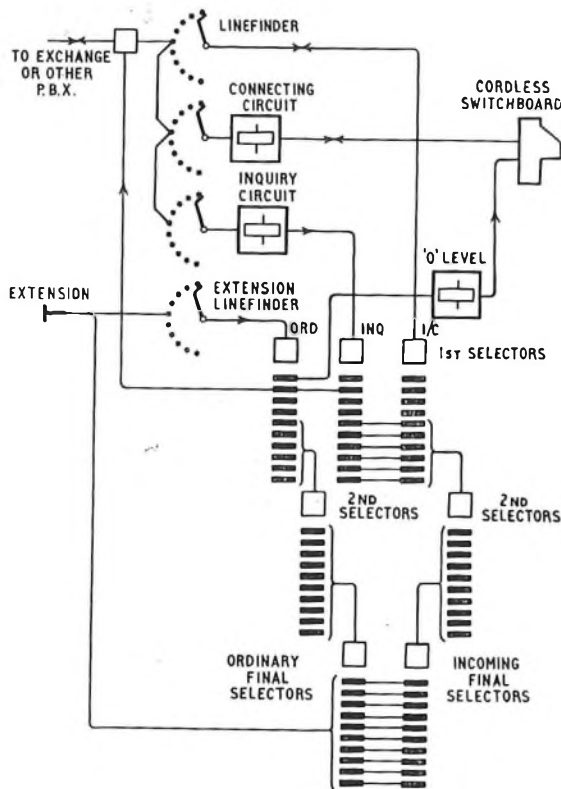 LINEFINDER
TO EXCHANGE
OR OTHER
P.B.X.
CONNECTING
CIRCUIT
CORDLESS
SWITCHBOARD
INQUIRY
CIRCUIT
'O' LEVEL
EXTENSION
EXTENSION
LINEFINDER
ORD
INQ
I/C
1ST SELECTORS
2ND
SELECTORS
2ND
SELECTORS
ORDINARY
FINAL
SELECTORS
INCOMING
FINAL
SELECTORS